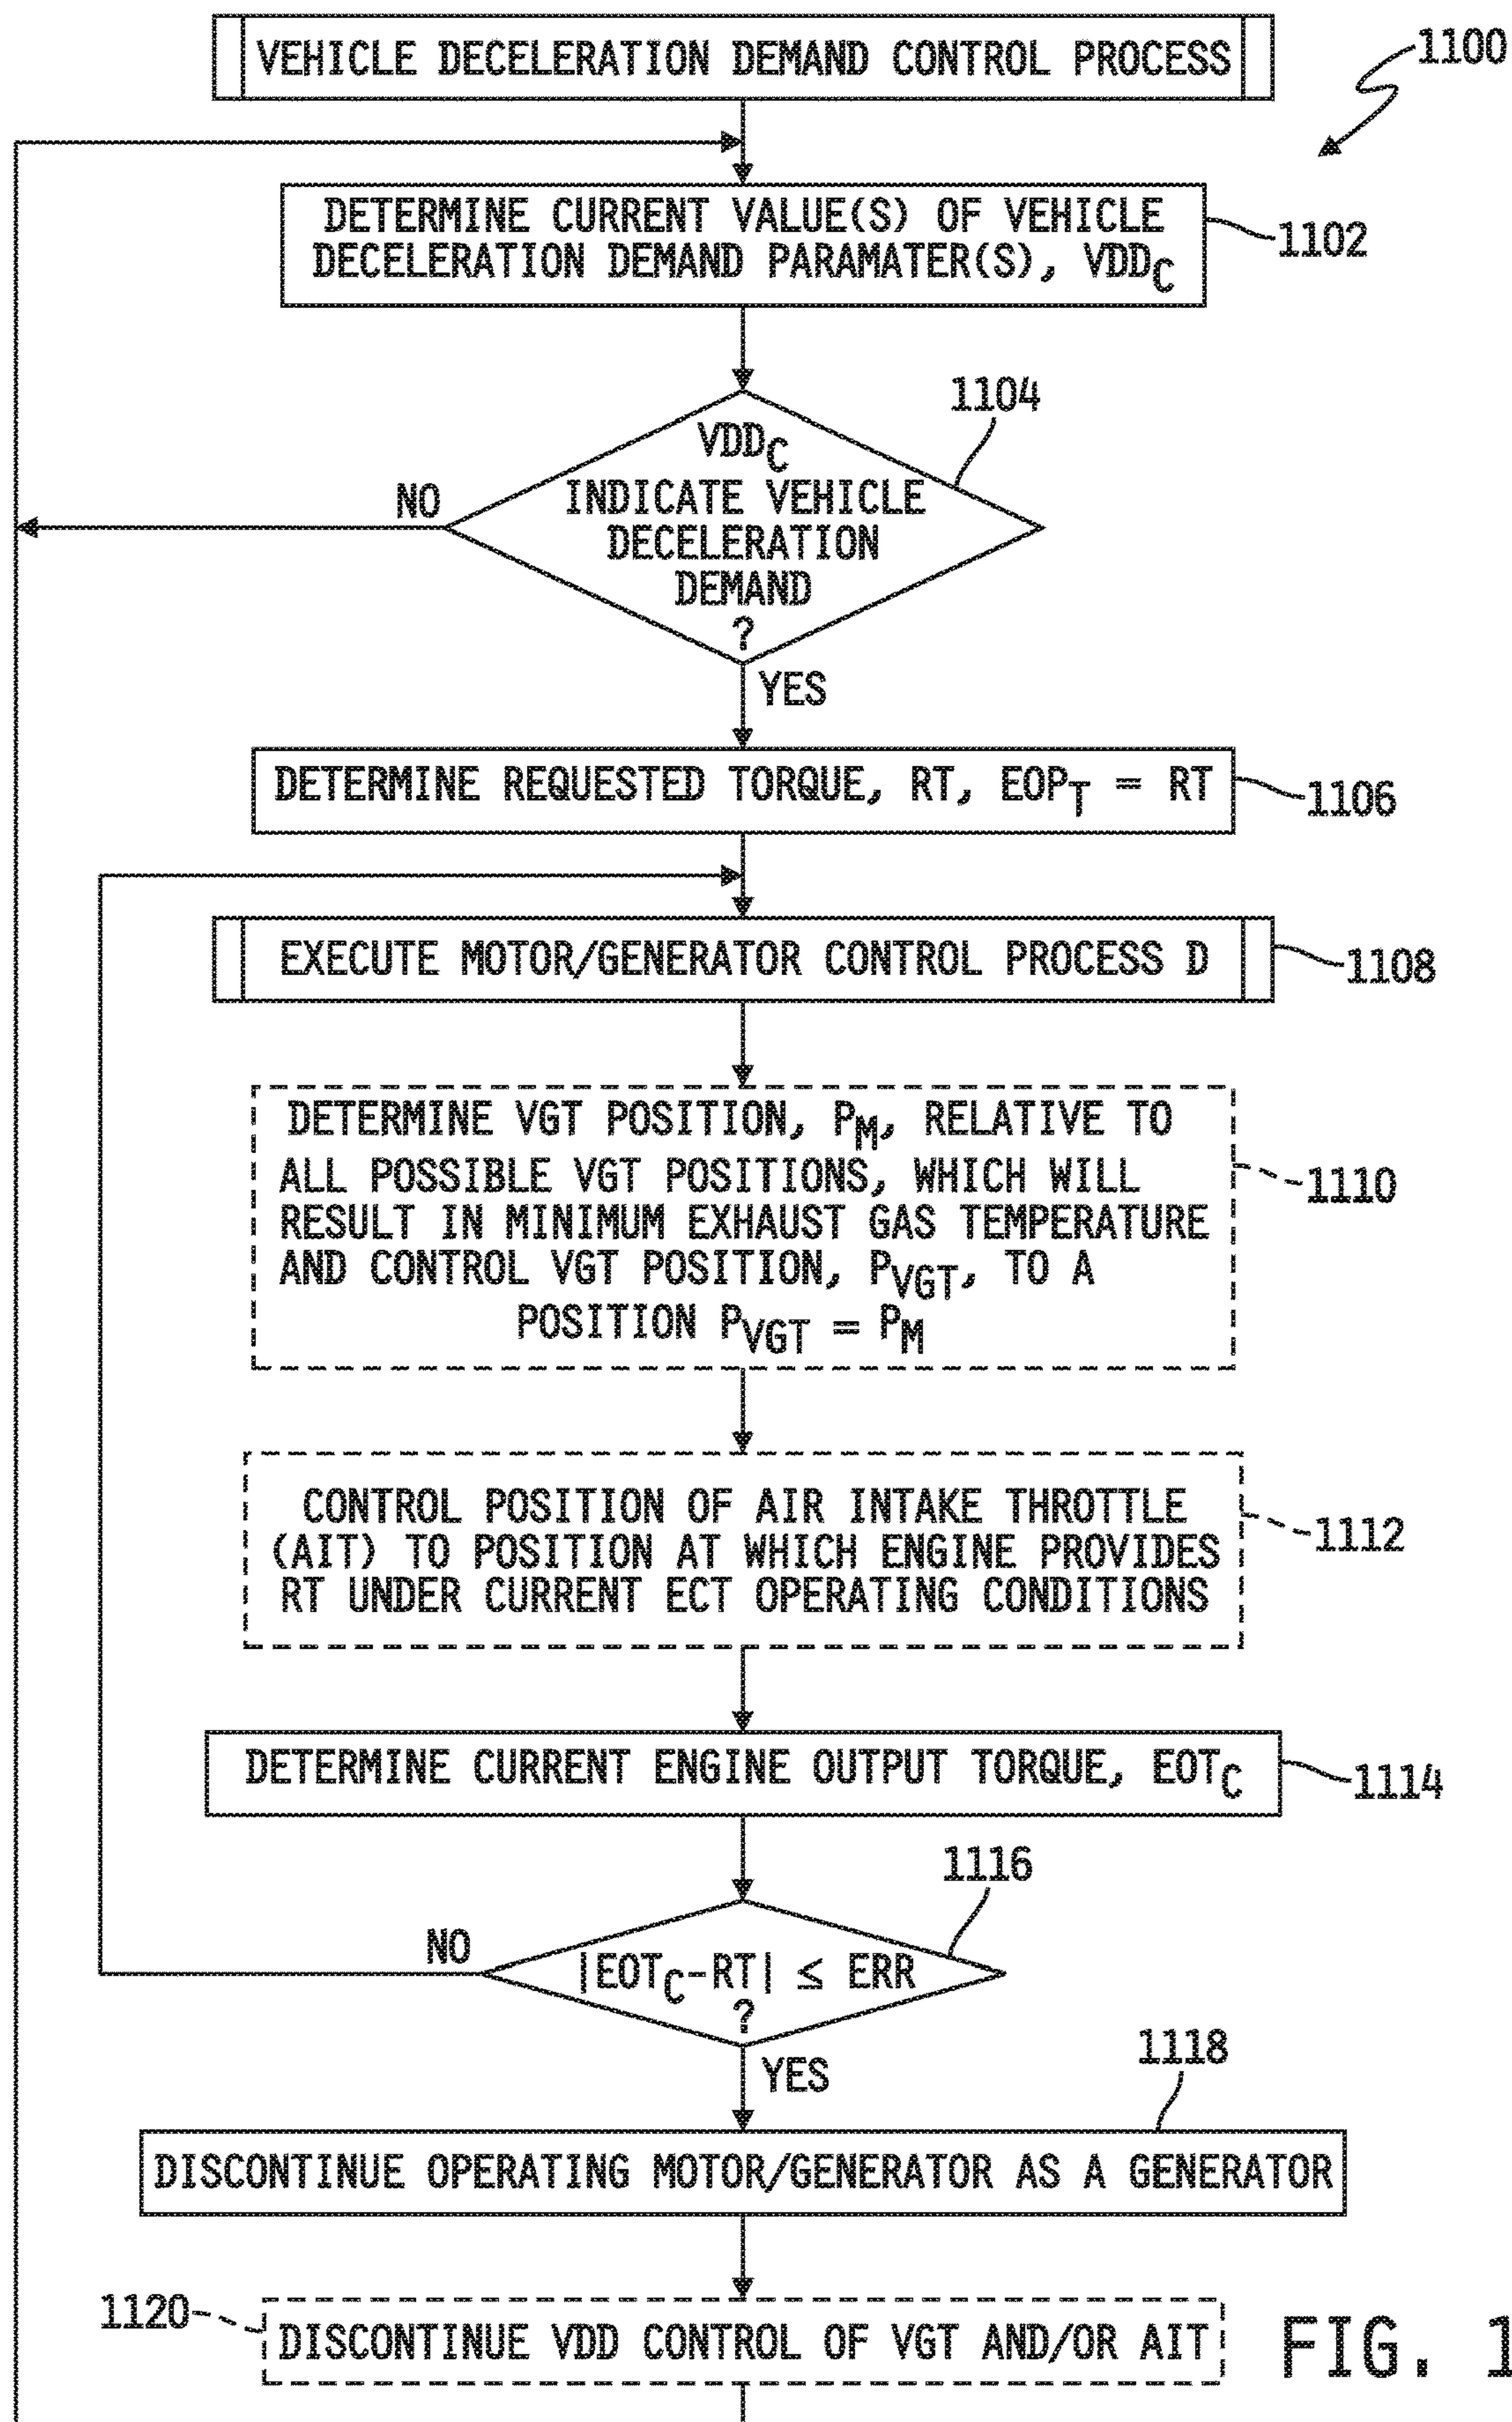 VEHICLE DECELERATION DEMAND CONTROL PROCESS
1100
DETERMINE CURRENT VALUE(S) OF VEHICLE
DECELERATION DEMAND PARAMATER(S), VDDC
1102
1104
VDDC
INDICATE VEHICLE
DECELERATION
DEMAND
?
NO
YES
DETERMINE REQUESTED TORQUE, RT, EOPT = RT
1106
EXECUTE MOTOR/GENERATOR CONTROL PROCESS D
1108
DETERMINE VGT POSITION, PM, RELATIVE TO
ALL POSSIBLE VGT POSITIONS, WHICH WILL
RESULT IN MINIMUM EXHAUST GAS TEMPERATURE
AND CONTROL VGT POSITION, PVGT, TO A
POSITION PVGT = PM
1110
CONTROL POSITION OF AIR INTAKE THROTTLE
(AIT) TO POSITION AT WHICH ENGINE PROVIDES
RT UNDER CURRENT ECT OPERATING CONDITIONS
1112
DETERMINE CURRENT ENGINE OUTPUT TORQUE, EOTC
1114
1116
NO
|EOTC-RT| ≤ ERR
?
YES
1118
DISCONTINUE OPERATING MOTOR/GENERATOR AS A GENERATOR
1120
DISCONTINUE VDD CONTROL OF VGT AND/OR AIT
FIG. 1